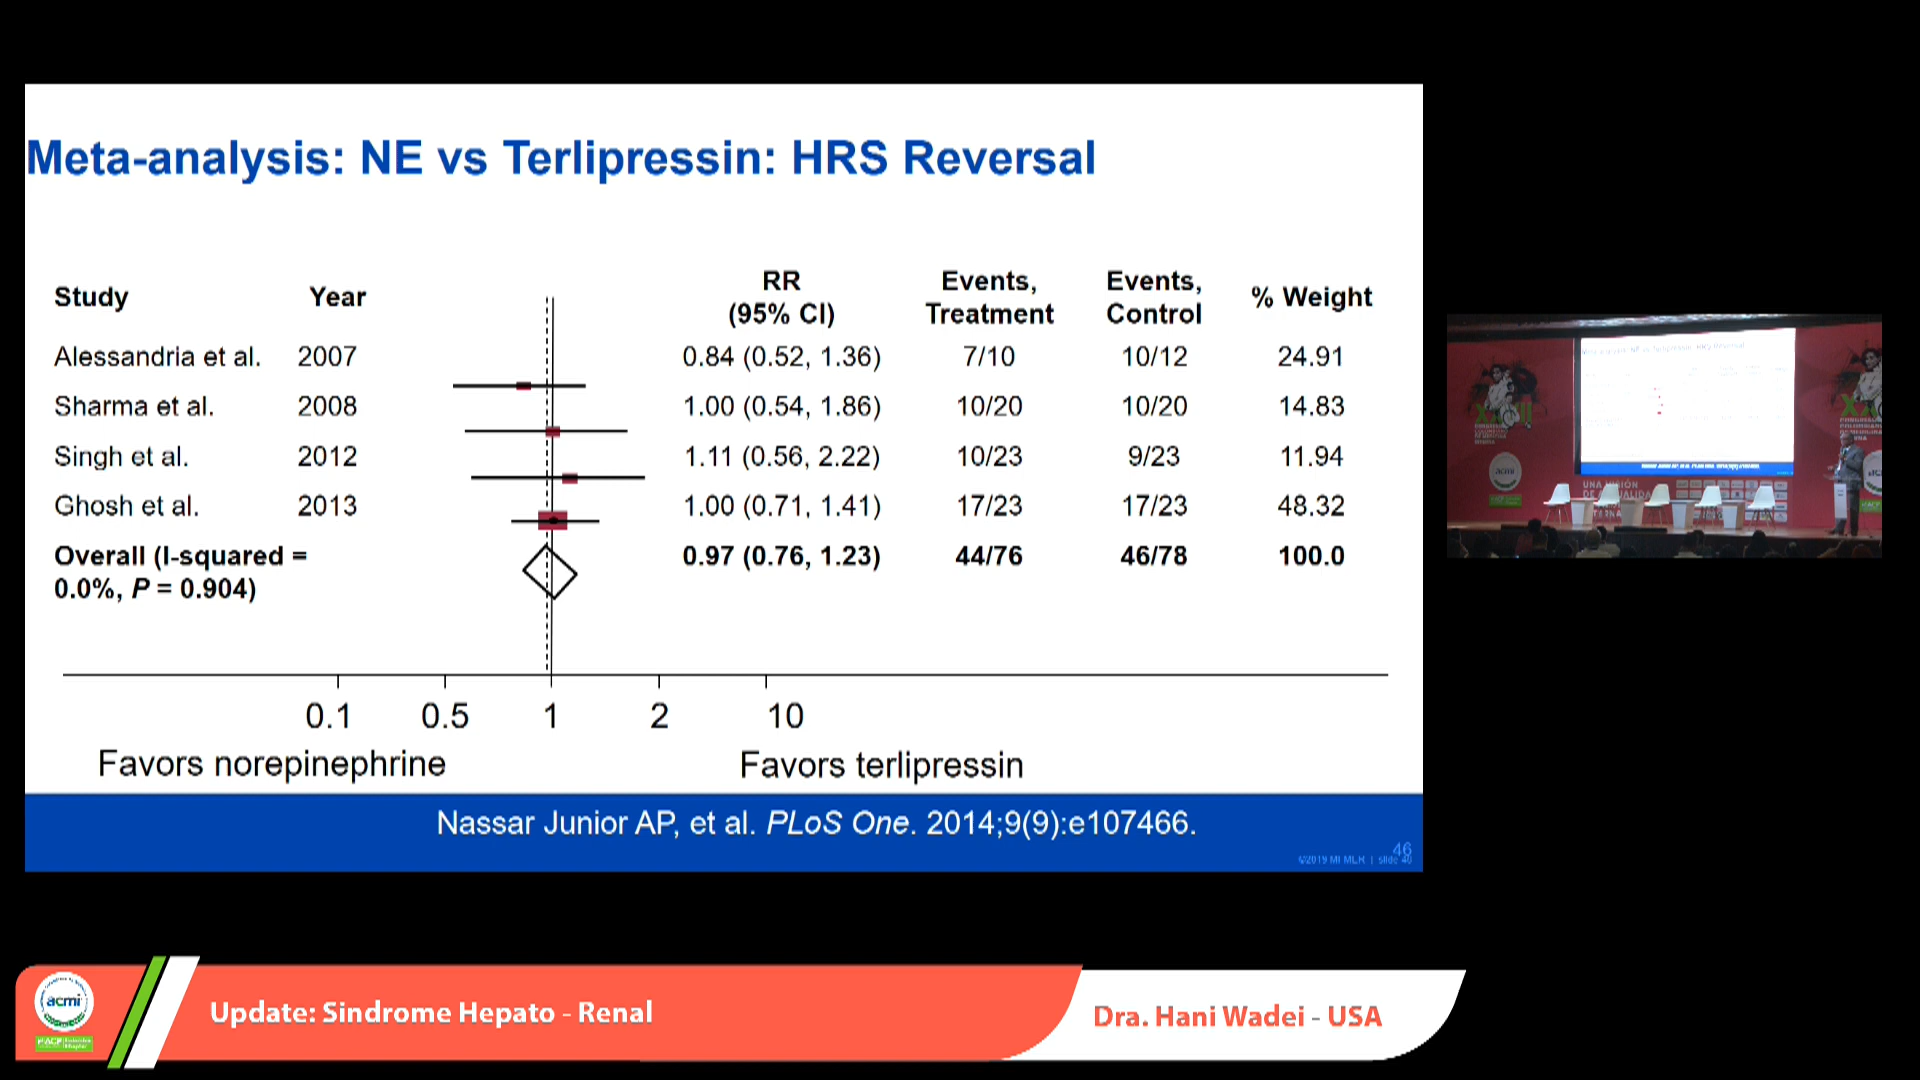 Meta-analysis: NE vs Terlipressin: HRS Reversal
Study Year RR (95% CI) Events, Treatment Events, Control % Weight
Alessandria et al. 2007 0.84 (0.52, 1.36) 7/10 10/12 24.91
Sharma et al. 2008 1.00 (0.54, 1.86) 10/20 10/20 14.83
Singh et al. 2012 1.11 (0.56, 2.22) 10/23 9/23 11.94
Ghosh et al. 2013 1.00 (0.71, 1.41) 17/23 17/23 48.32
Overall (I-squared = 0.97 (0.76, 1.23) 44/76 46/78 100.0
0.0%, P = 0.904)
0.1 0.5 1 2 10
Favors norepinephrine Favors terlipressin
Nassar Junior AP, et al. PLoS One. 2014;9(9):e107466.
46
acmi
Update: Sindrome Hepato - Renal
Dra. Hani Wadei - USA